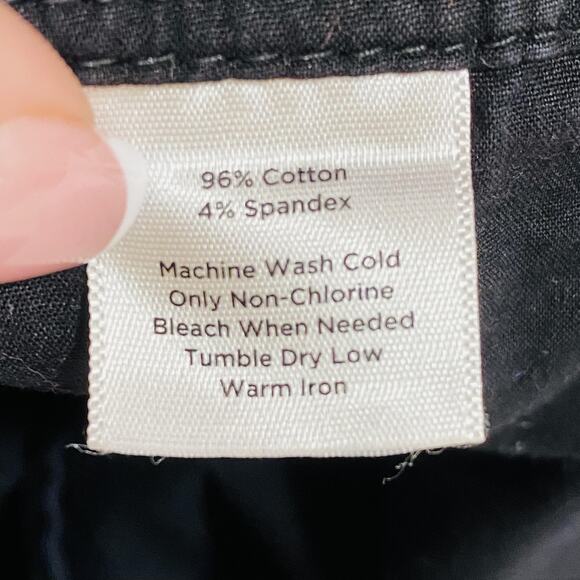 96% Cotton
4% Spandex
Machine Wash Cold
Only Non-Chlorine
Bleach When Needed
Tumble Dry Low
Warm Iron